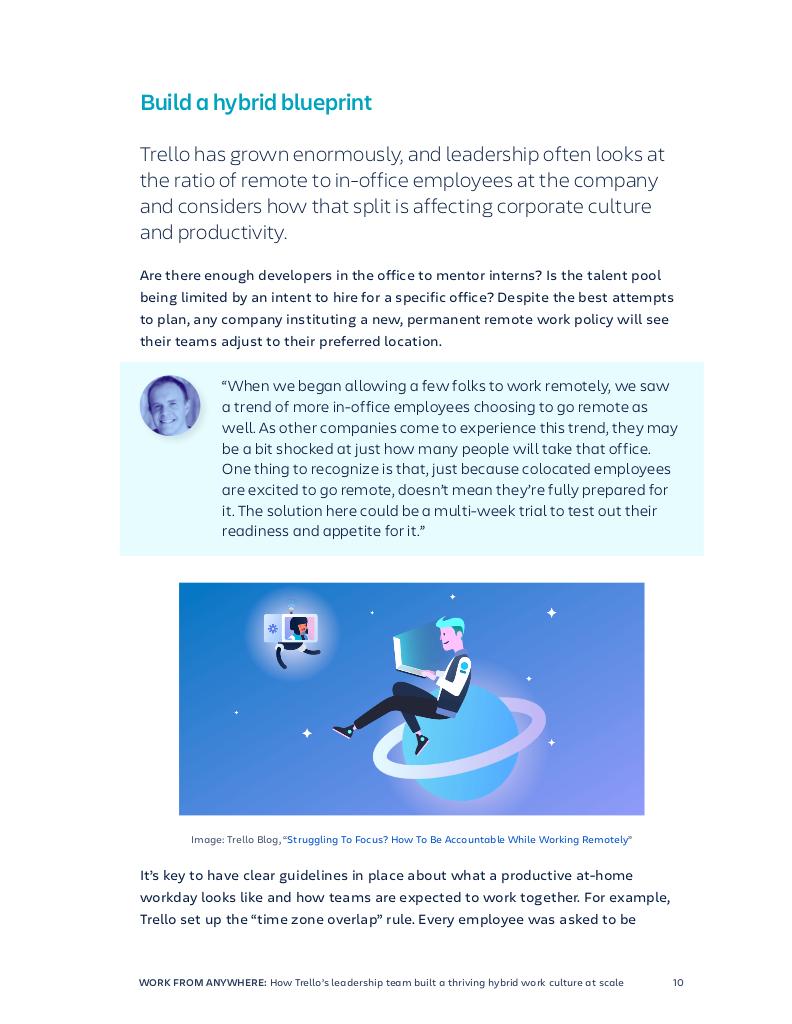 Build a hybrid blueprint
Trello has grown enormously, and leadership often looks at
the ratio of remote to in-office employees at the company
and considers how that split is affecting corporate culture
and productivity.
Are there enough developers in the office to mentor interns? Is the talent pool
being limited by an intent to hire for a specific office? Despite the best attempts
to plan, any company instituting a new, permanent remote work policy will see
their teams adjust to their preferred location.
“When we began allowing a few folks to work remotely, we saw
a trend of more in-office employees choosing to go remote as
well. As other companies come to experience this trend, they may
be a bit shocked at just how many people will take that office.
One thing to recognize is that, just because colocated employees
are excited to go remote, doesn’t mean they’re fully prepared for
it. The solution here could be a multi-week trial to test out their
readiness and appetite for it.”
Image: Trello Blog, “Struggling To Focus? How To Be Accountable While Working Remotely”
It’s key to have clear guidelines in place about what a productive at-home
workday looks like and how teams are expected to work together. For example,
Trello set up the “time zone overlap” rule. Every employee was asked to be
WORK FROM ANYWHERE: How Trello’s leadership team built a thriving hybrid work culture at scale 10